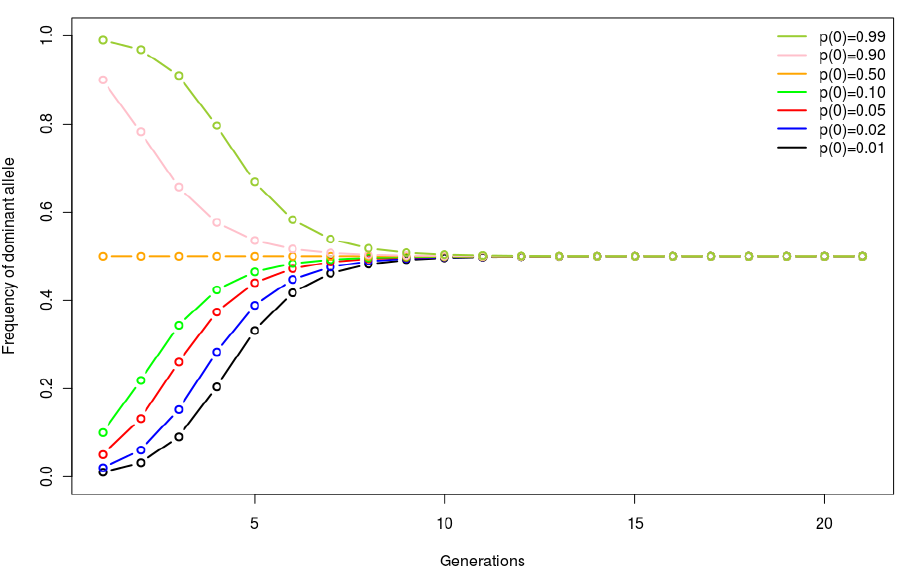 p(0)=0.99
p(0)=0.90
p(0)=0.50
p(0)=0.10
p(0)=0.05
p(0)=0.02
p(0)=0.01
Frequency of dominant allele
1.0
0.8
0.6
0.4
0.2
0.0
5 10 15 20
Generations